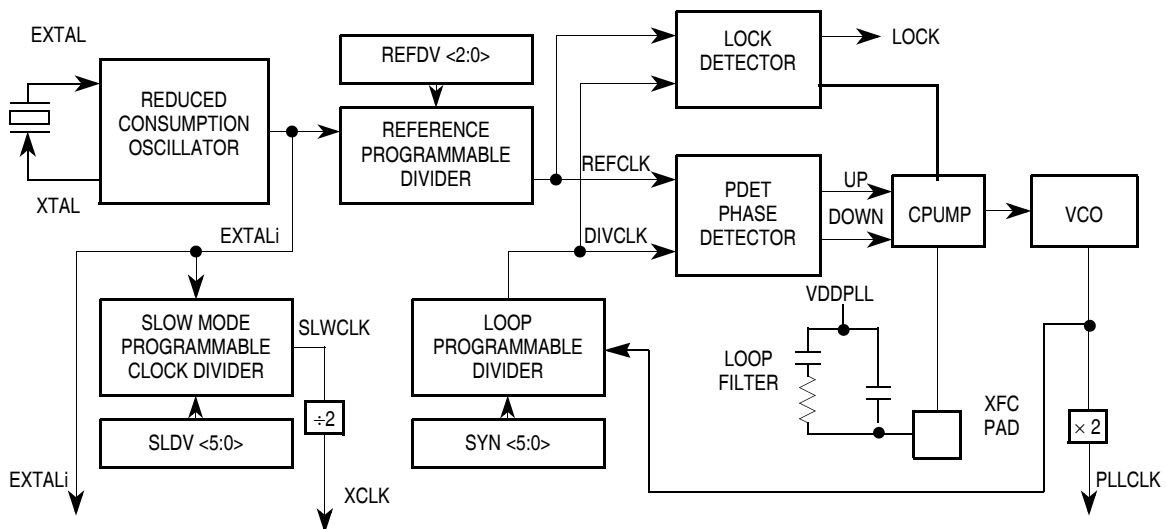 EXTAL
XTAL
REDUCED
CONSUMPTION
OSCILLATOR
REFDV <2:0>
REFERENCE
PROGRAMMABLE
DIVIDER
LOCK
DETECTOR
LOCK
REFCLK
DIVCLK
PDET
PHASE
DETECTOR
UP
DOWN
CPUMP
VCO
EXTALi
SLOW MODE
PROGRAMMABLE
CLOCK DIVIDER
SLWCLK
÷2
SLDV <5:0>
EXTALi
XCLK
LOOP
PROGRAMMABLE
DIVIDER
SYN <5:0>
VDDPLL
LOOP
FILTER
XFC
PAD
× 2
PLLCLK